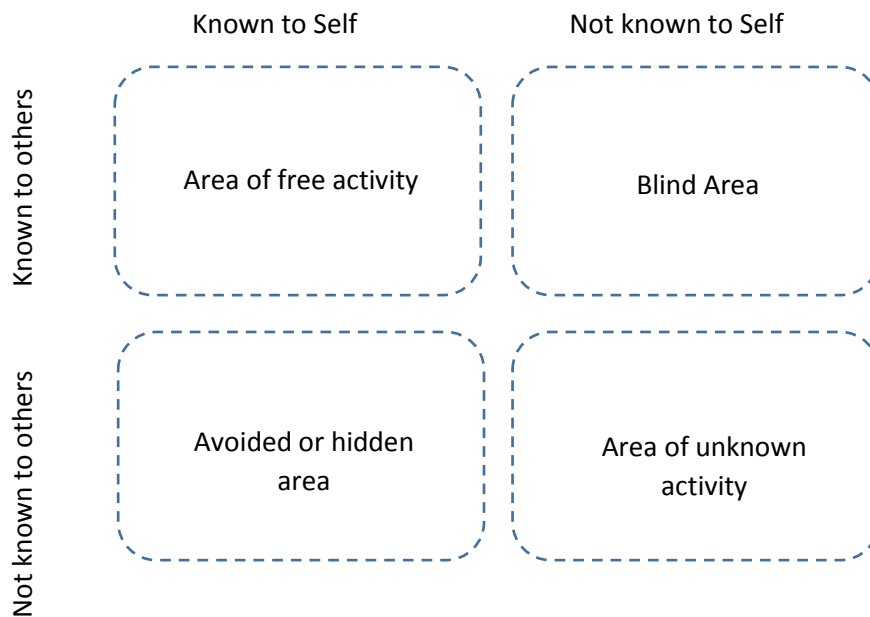 Known to Self
Not known to Self
Known to others
Area of free activity
Blind Area
Not known to others
Avoided or hidden
area
Area of unknown
activity